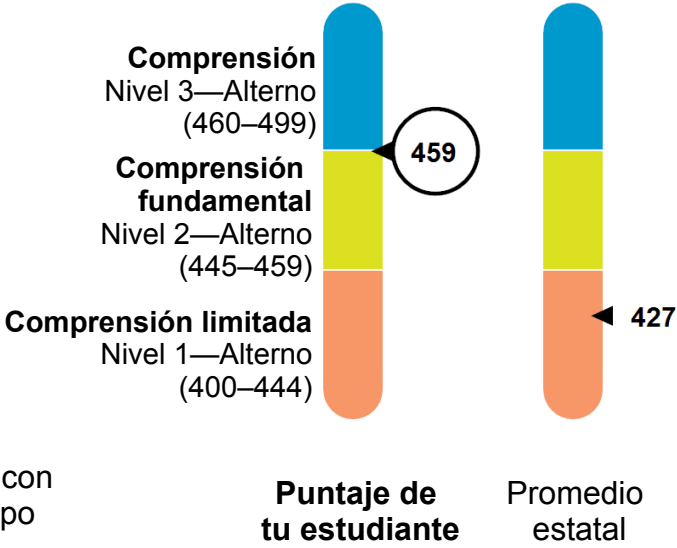 Comprensión
Nivel 3—Alterno
(460–499)
459
Comprensión
fundamental
Nivel 2—Alterno
(445–459)
Comprensión limitada
Nivel 1—Alterno
(400–444)
427
con
po
Puntaje de
tu estudiante
Promedio
estatal